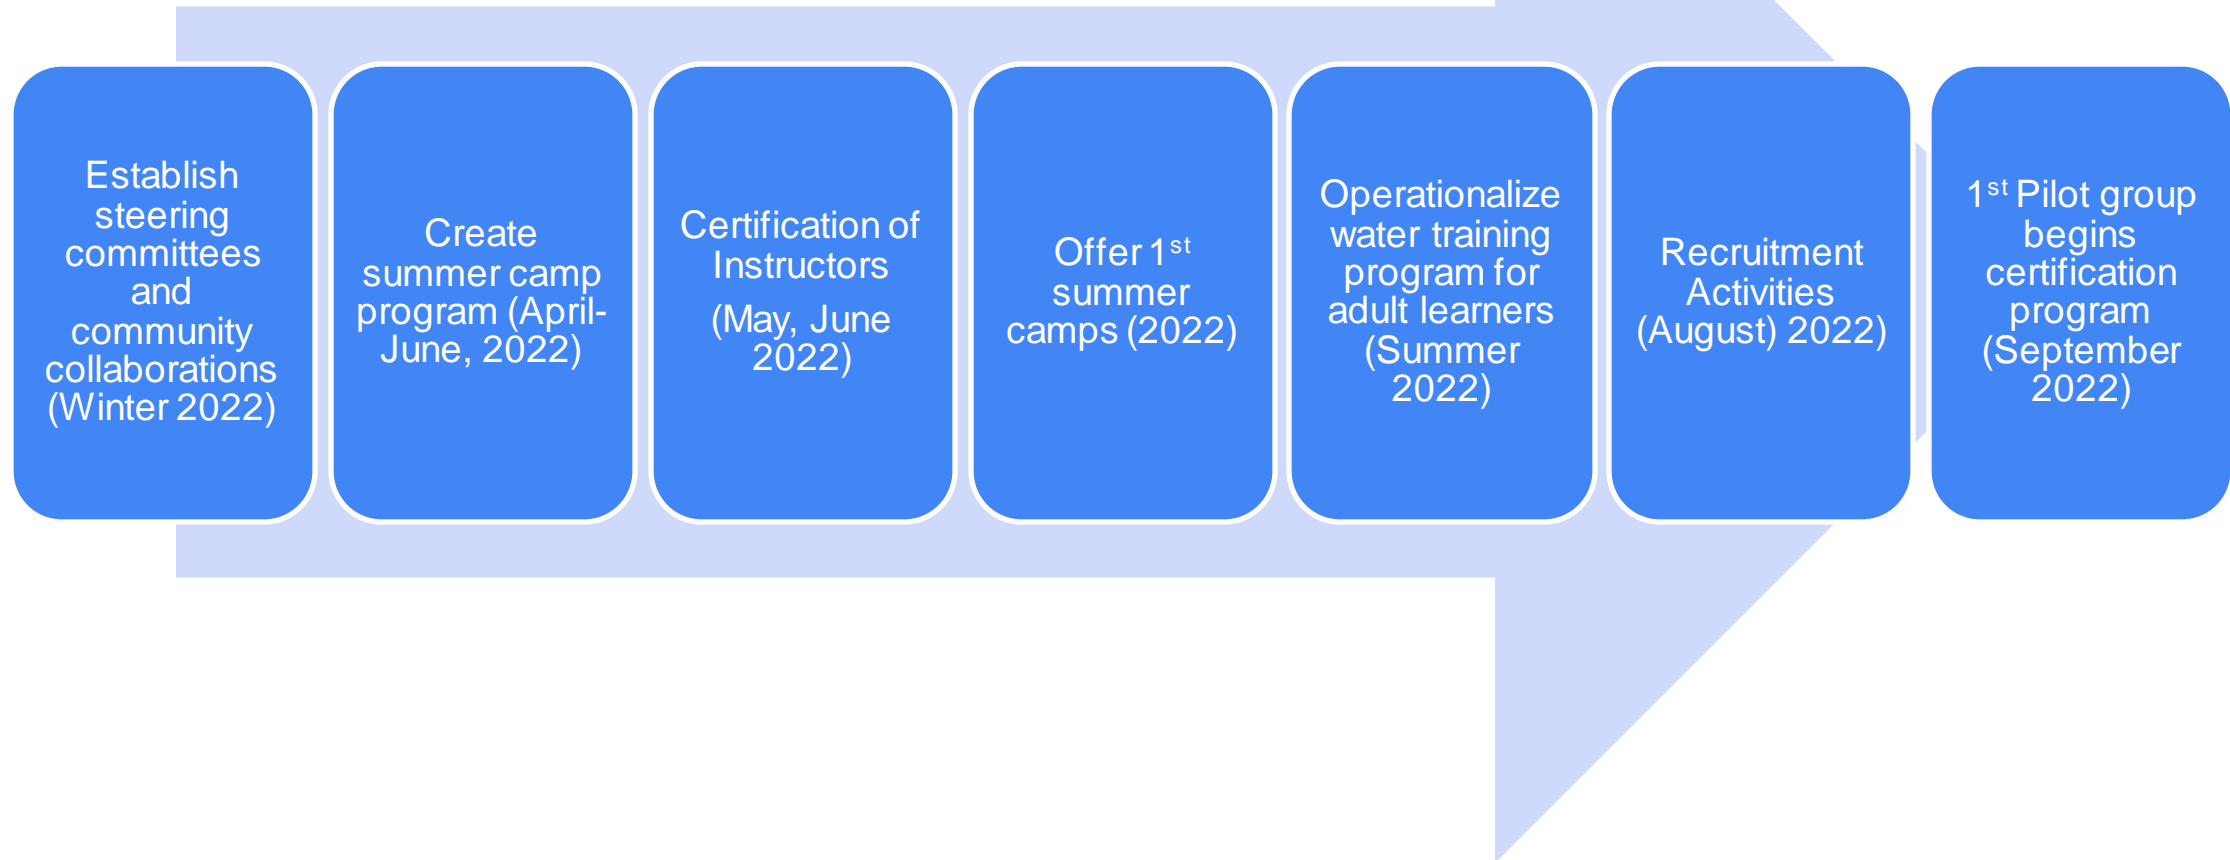 Establish
steering
committees
and
community
collaborations
(Winter 2022)
Create
summer camp
program (April-
June, 2022)
Certification of
Instructors
(May, June
2022)
Offer 1st
summer
camps (2022)
Operationalize
water training
program for
adult learners
(Summer
2022)
Recruitment
Activities
(August) 2022)
1st Pilot group
begins
certification
program
(September
2022)